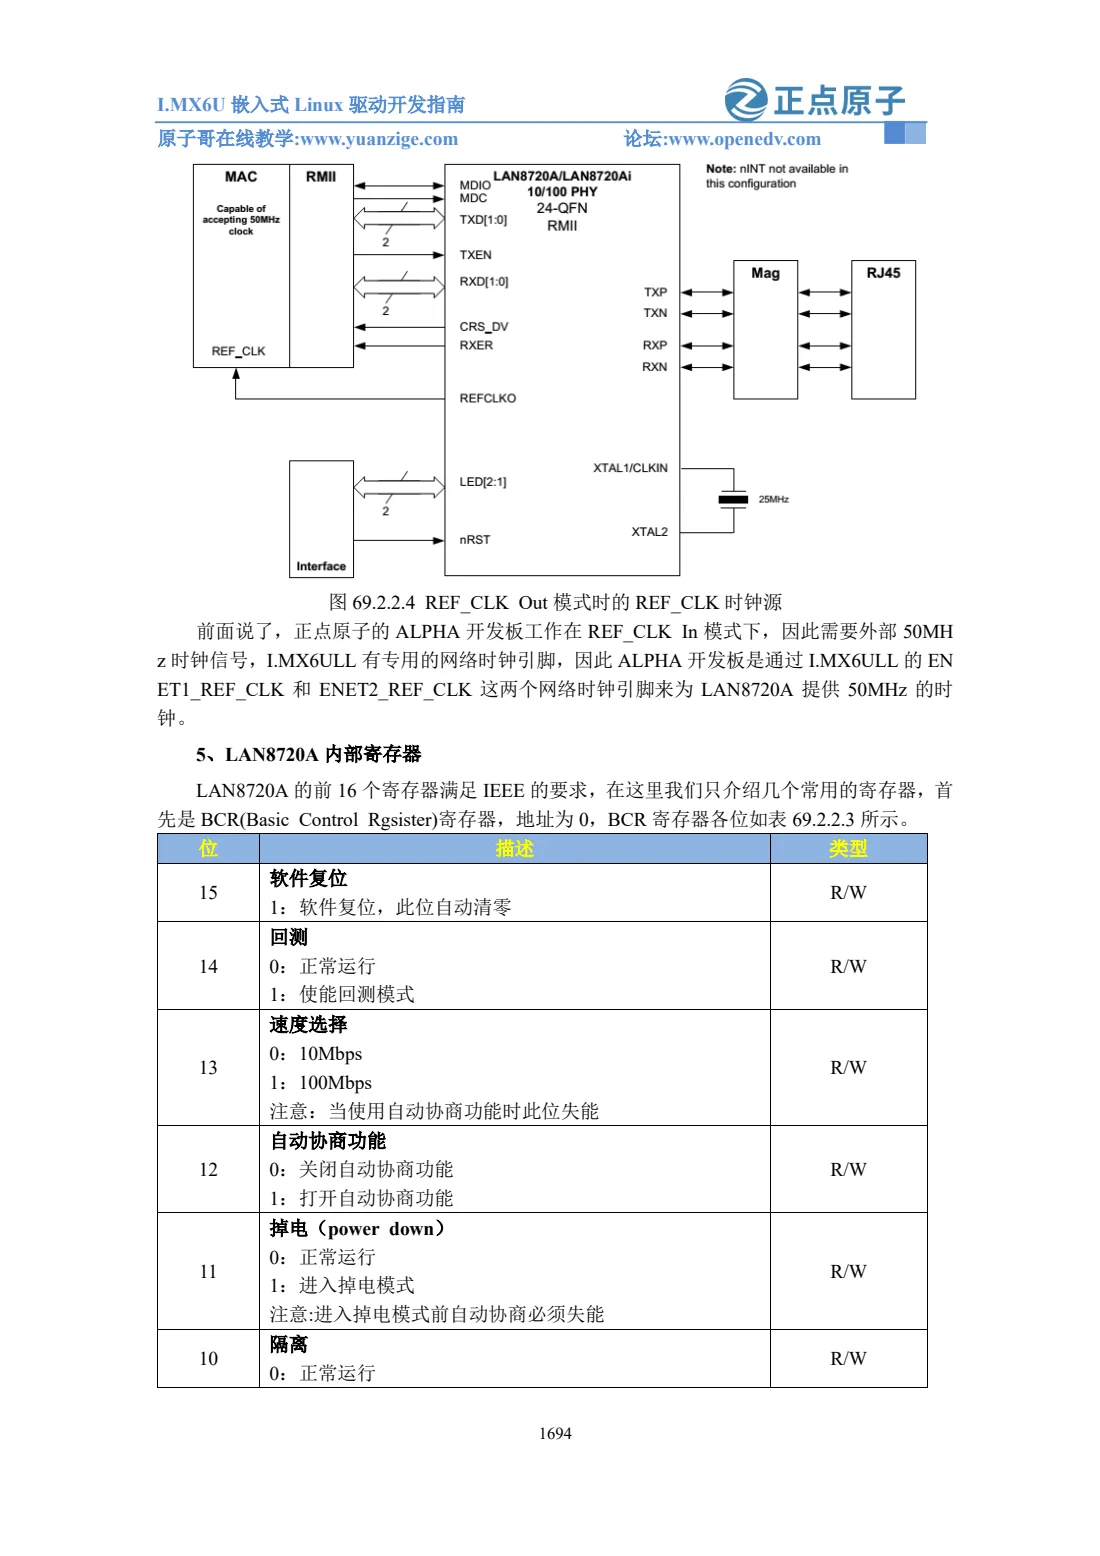 I.MX6U 嵌入式 Linux 驱动开发指南
正点原子
原子哥在线教学:www.yuanzige.com 论坛:www.openedv.com
MAC
RMII
Capable of
accepting 50MHz
clock
REF_CLK
MDIO
MDC
TXD[1:0]
2
TXEN
RXD[1:0]
2
CRS_DV
RXER
REFCLKO
LED[2:1]
2
nRST
Interface
LAN8720A/LAN8720Ai
10/100 PHY
24-QFN
RMII
TXP
TXN
RXP
RXN
XTAL1/CLKIN
XTAL2
25MHz
Note: nINT not available in
this configuration
Mag
RJ45
图 69.2.2.4 REF_CLK Out 模式时的 REF_CLK 时钟源
前面说了，正点原子的 ALPHA 开发板工作在 REF_CLK In 模式下，因此需要外部 50MH
z 时钟信号，I.MX6ULL 有专用的网络时钟引脚，因此 ALPHA 开发板是通过 I.MX6ULL 的 EN
ET1_REF_CLK 和 ENET2_REF_CLK 这两个网络时钟引脚来为 LAN8720A 提供 50MHz 的时
钟。
5、LAN8720A 内部寄存器
LAN8720A 的前 16 个寄存器满足 IEEE 的要求，在这里我们只介绍几个常用的寄存器，首
先是 BCR(Basic Control Rgsister)寄存器，地址为 0，BCR 寄存器各位如表 69.2.2.3 所示。
位 描述 类型
15
软件复位
1：软件复位，此位自动清零
R/W
14
回测
0：正常运行
1：使能回测模式
R/W
13
速度选择
0：10Mbps
1：100Mbps
注意：当使用自动协商功能时此位失能
R/W
12
自动协商功能
0：关闭自动协商功能
1：打开自动协商功能
R/W
11
掉电（power down）
0：正常运行
1：进入掉电模式
注意:进入掉电模式前自动协商必须失能
R/W
10
隔离
0：正常运行
R/W
1694